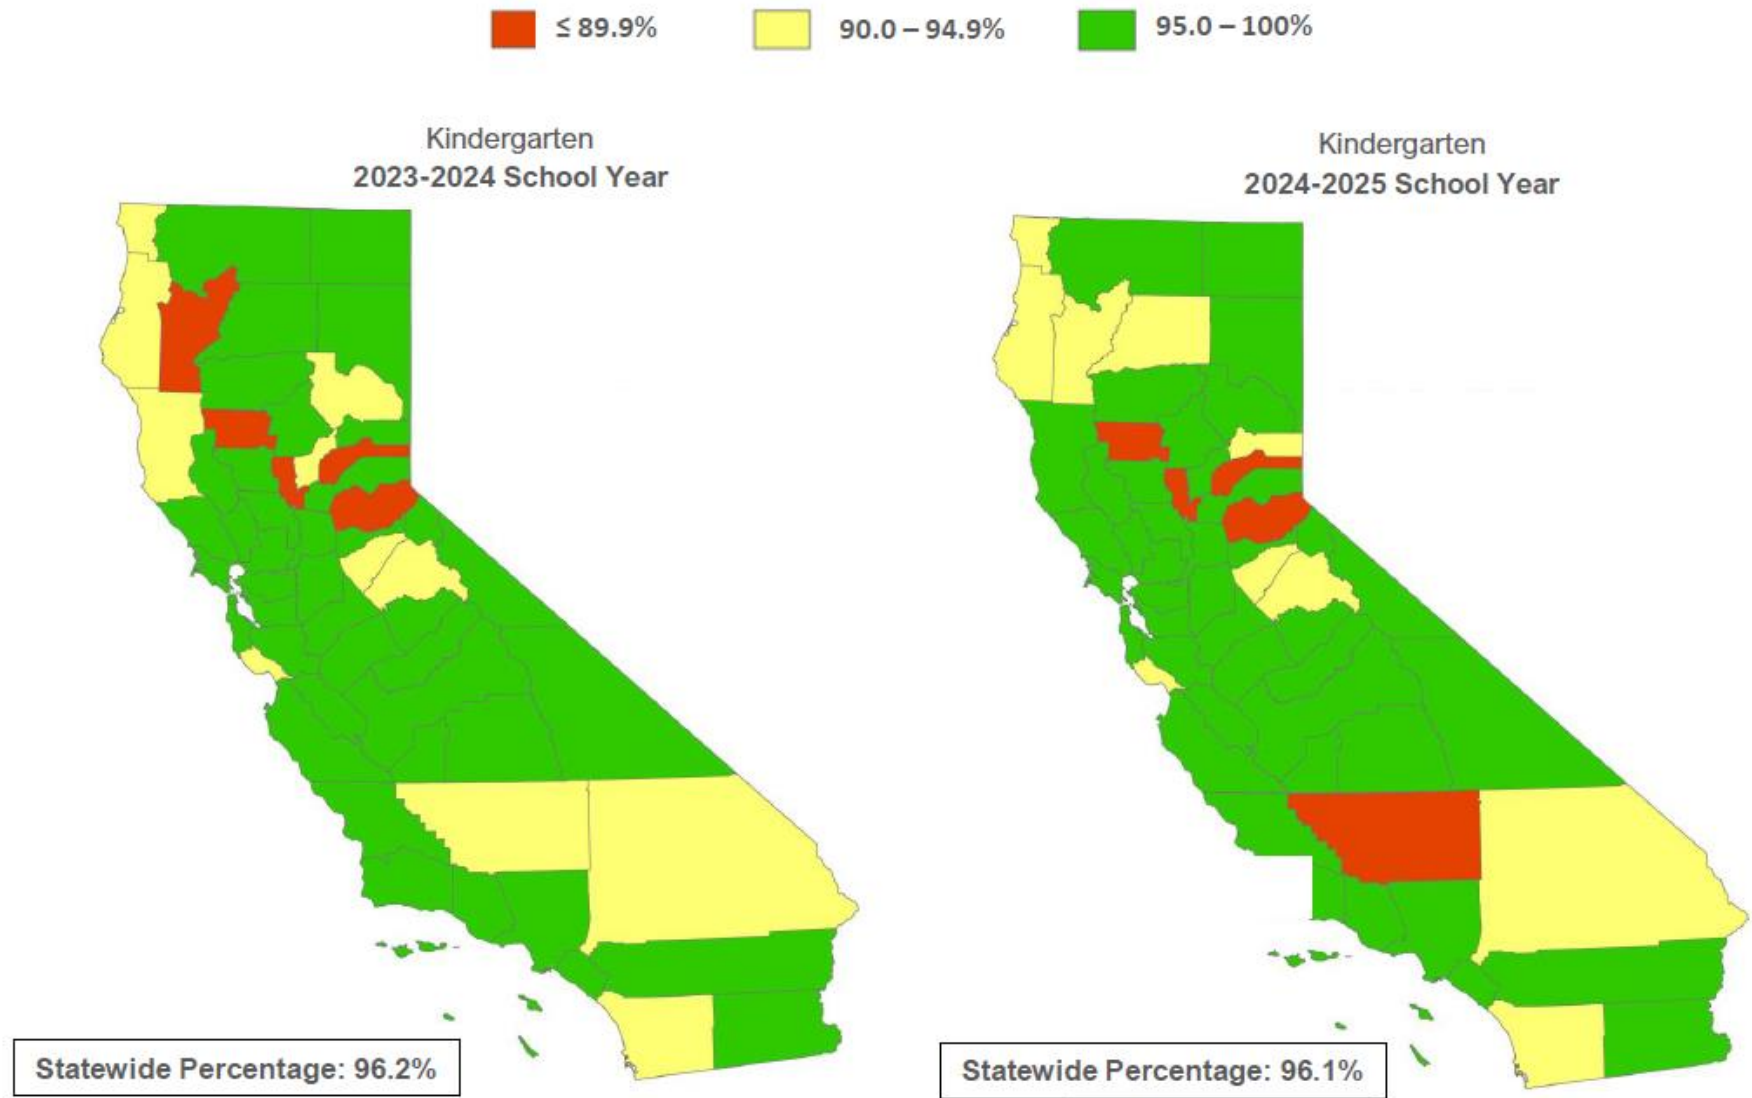 ≤ 89.9%
90.0 – 94.9%
95.0 – 100%
Kindergarten
2023-2024 School Year
Kindergarten
2024-2025 School Year
Statewide Percentage: 96.2%
Statewide Percentage: 96.1%